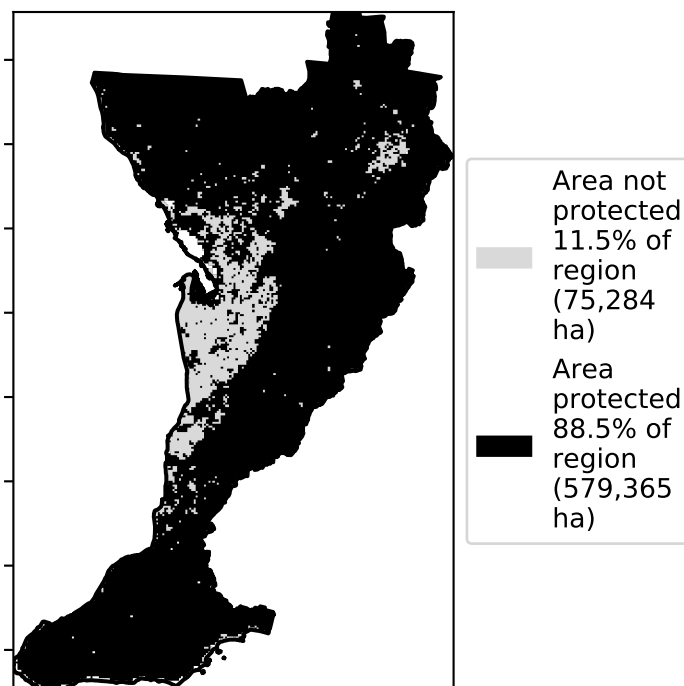 Area not
protected
11.5% of
region
(75,284
ha)
Area
protected
88.5% of
region
(579,365
ha)